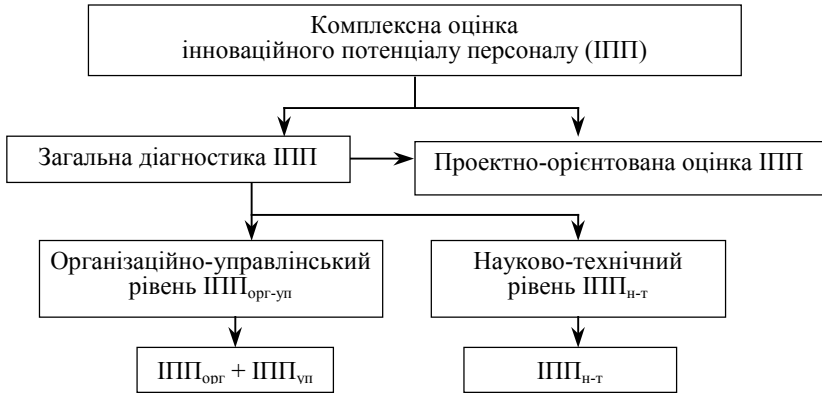 Комплексна оцінка
інноваційного потенціалу персоналу (ІПП)
Загальна діагностика ІПП
Проектно-орієнтована оцінка ІПП
Організаційно-управлінський
рівень ІППорг-уп
Науково-технічний
рівень ІППн-т
ІППорг + ІППуп
ІППн-т